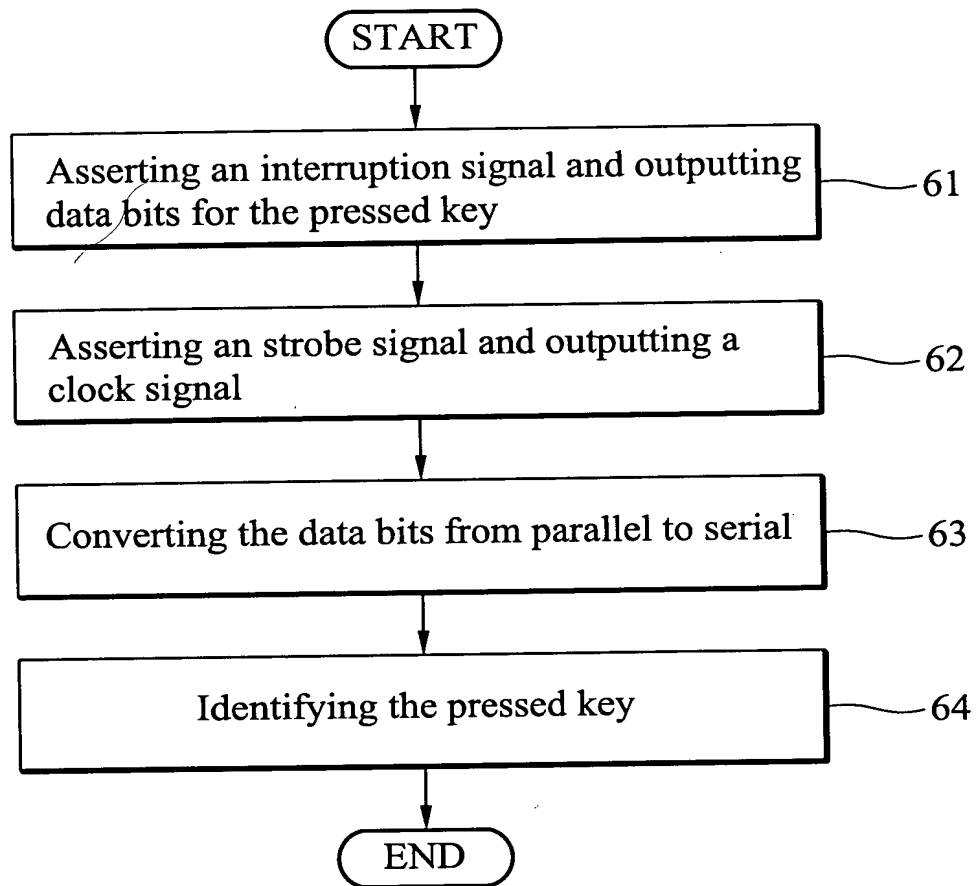 START
Asserting an interruption signal and outputting
data bits for the pressed key
61
Asserting an strobe signal and outputting a
clock signal
62
Converting the data bits from parallel to serial
63
Identifying the pressed key
64
END